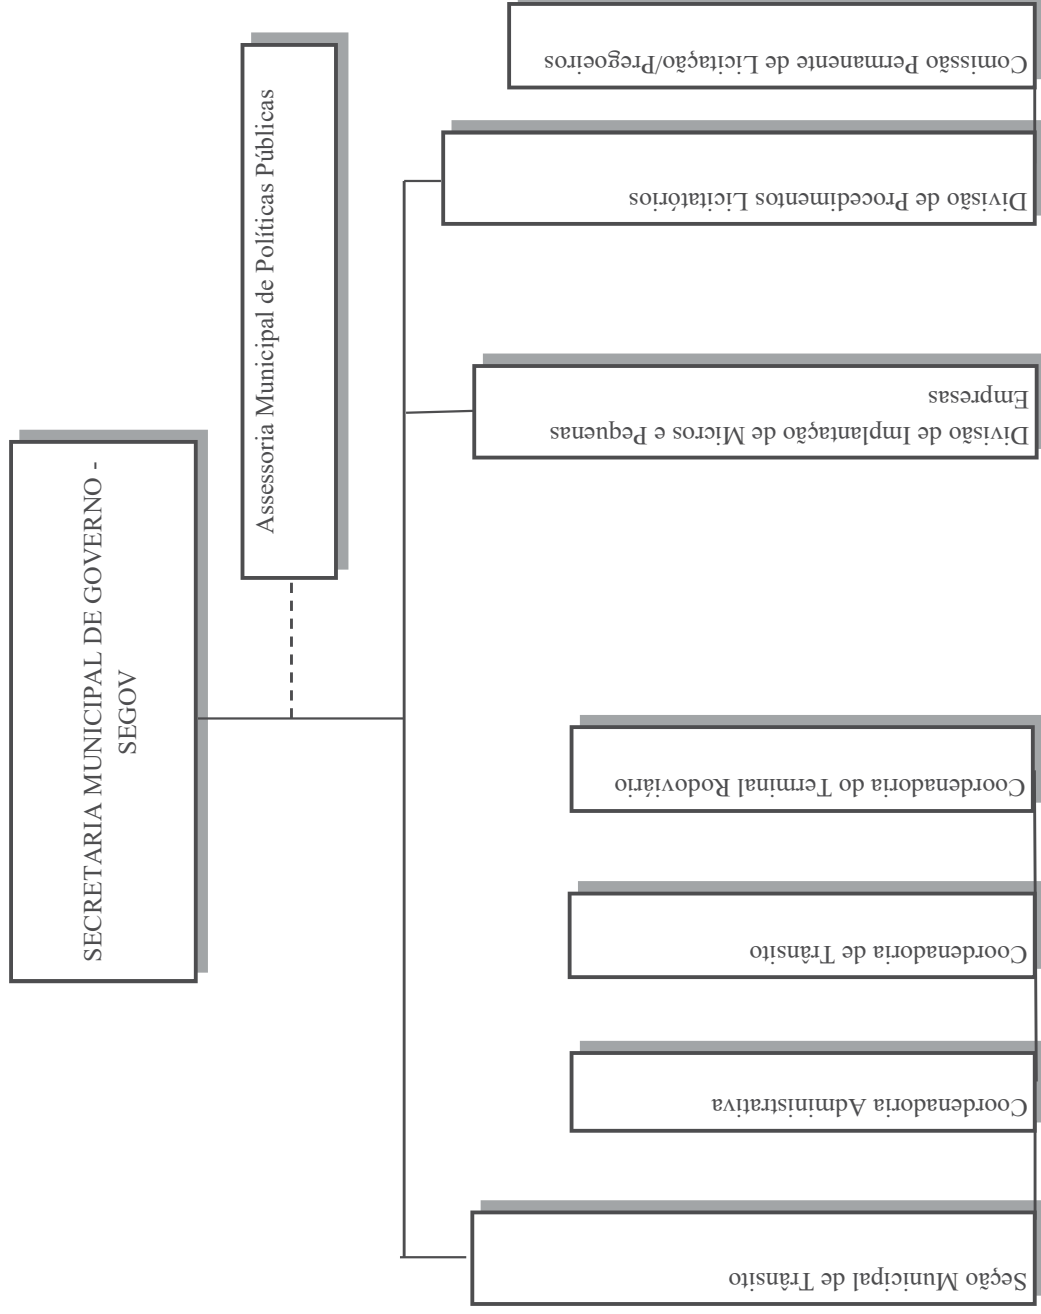 SECRETARIA MUNICIPAL DE GOVERNO -
SEGOV
Assessoria Municipal de Políticas Públicas
Seção Municipal de Trânsito
Coordenadoria Administrativa
Coordenadoria de Trânsito
Coordenadoria do Terminal Rodoviário
Divisão de Implantação de Micros e Pequenas
Empresas
Divisão de Procedimentos Licitatórios
Comissão Permanente de Licitação/Pregoeiros